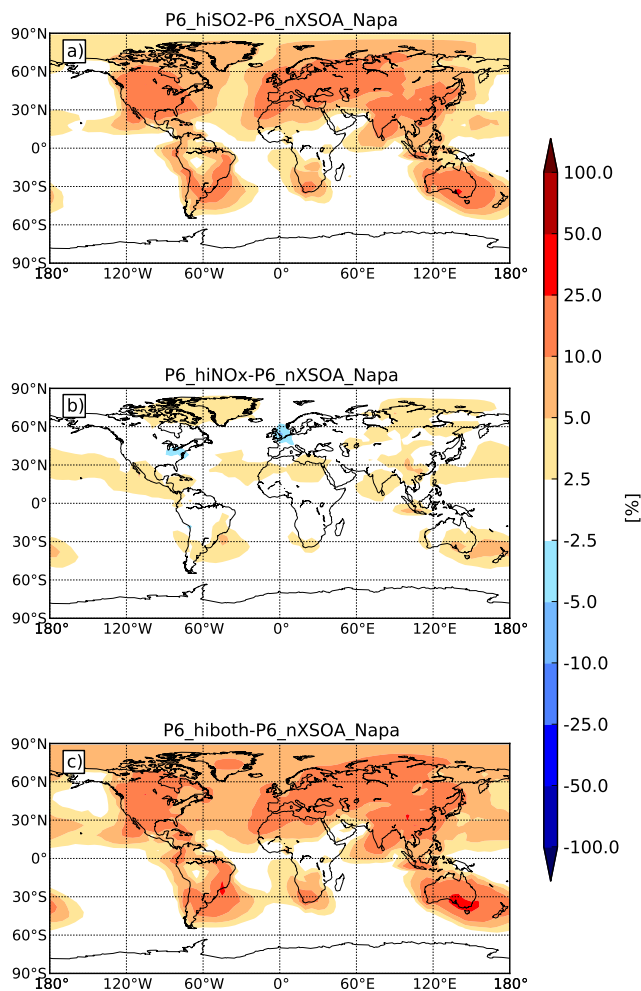 P6_hiSO2-P6_nXSOA_Napa
a)
90°N
60°N
30°N
0°
30°S
60°S
90°S
180° 120°W 60°W 0° 60°E 120°E 180°
P6_hiNOx-P6_nXSOA_Napa
b)
90°N
60°N
30°N
0°
30°S
60°S
90°S
180° 120°W 60°W 0° 60°E 120°E 180°
P6_hiboth-P6_nXSOA_Napa
c)
90°N
60°N
30°N
0°
30°S
60°S
90°S
180° 120°W 60°W 0° 60°E 120°E 180°
100.0
50.0
25.0
10.0
5.0
2.5
-2.5
-5.0
-10.0
-25.0
-50.0
-100.0
[%]